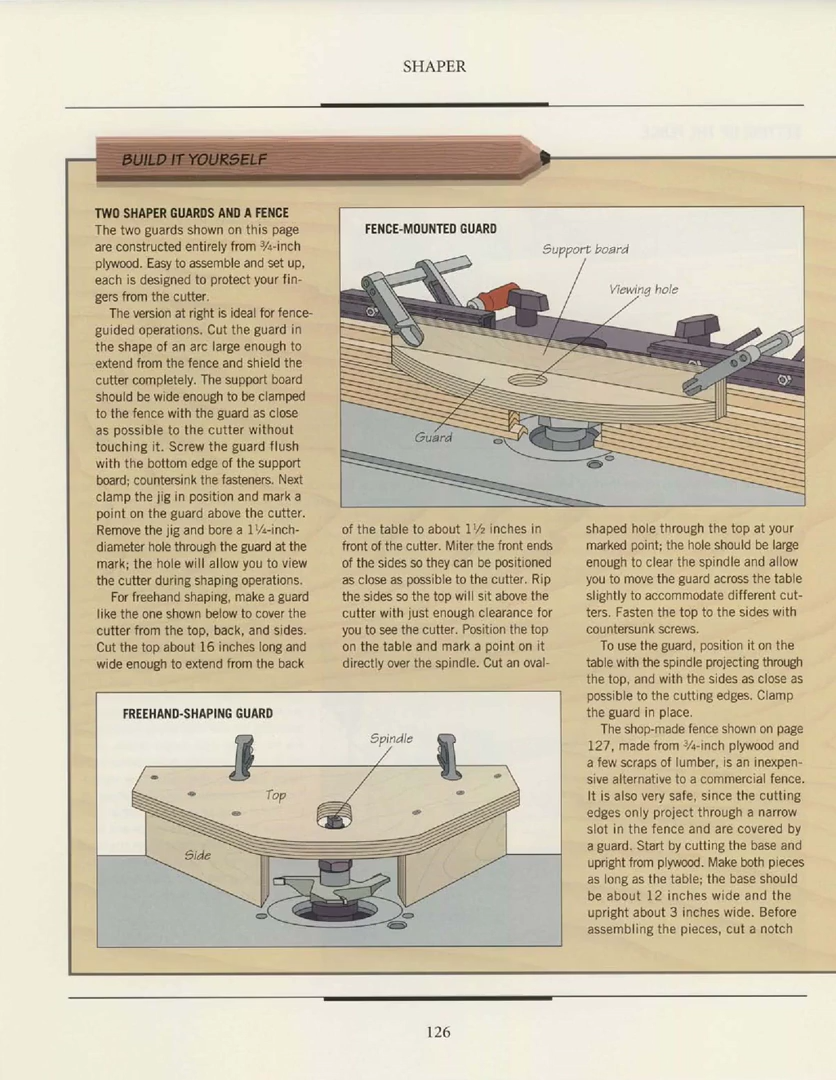 SHAPER
BUILD IT YOURSELF
TWO SHAPER GUARDS AND A FENCE
The two guards shown on this page
are constructed entirely from ¾-inch
plywood. Easy to assemble and set up,
each is designed to protect your fin-
gers from the cutter.
The version at right is ideal for fence-
guided operations. Cut the guard in
the shape of an arc large enough to
extend from the fence and shield the
cutter completely. The support board
should be wide enough to be clamped
to the fence with the guard as close
as possible to the cutter without
touching it. Screw the guard flush
with the bottom edge of the support
board; countersink the fasteners. Next
clamp the jig in position and mark a
point on the guard above the cutter.
Remove the jig and bore a 1¼-inch-
diameter hole through the guard at the
mark; the hole will allow you to view
the cutter during shaping operations.
For freehand shaping, make a guard
like the one shown below to cover the
cutter from the top, back, and sides.
Cut the top about 16 inches long and
wide enough to extend from the back
FENCE-MOUNTED GUARD
Support board
Viewing hole
Guard
of the table to about 1½ inches in
front of the cutter. Miter the front ends
of the sides so they can be positioned
as close as possible to the cutter. Rip
the sides so the top will sit above the
cutter with just enough clearance for
you to see the cutter. Position the top
on the table and mark a point on it
directly over the spindle. Cut an oval-
shaped hole through the top at your
marked point; the hole should be large
enough to clear the spindle and allow
you to move the guard across the table
slightly to accommodate different cut-
ters. Fasten the top to the sides with
countersunk screws.
To use the guard, position it on the
table with the spindle projecting through
the top, and with the sides as close as
possible to the cutting edges. Clamp
the guard in place.
The shop-made fence shown on page
127, made from ¾-inch plywood and
a few scraps of lumber, is an inexpen-
sive alternative to a commercial fence.
It is also very safe, since the cutting
edges only project through a narrow
slot in the fence and are covered by
a guard. Start by cutting the base and
upright from plywood. Make both pieces
as long as the table; the base should
be about 12 inches wide and the
upright about 3 inches wide. Before
assembling the pieces, cut a notch
FREEHAND-SHAPING GUARD
Spindle
Top
Side
126